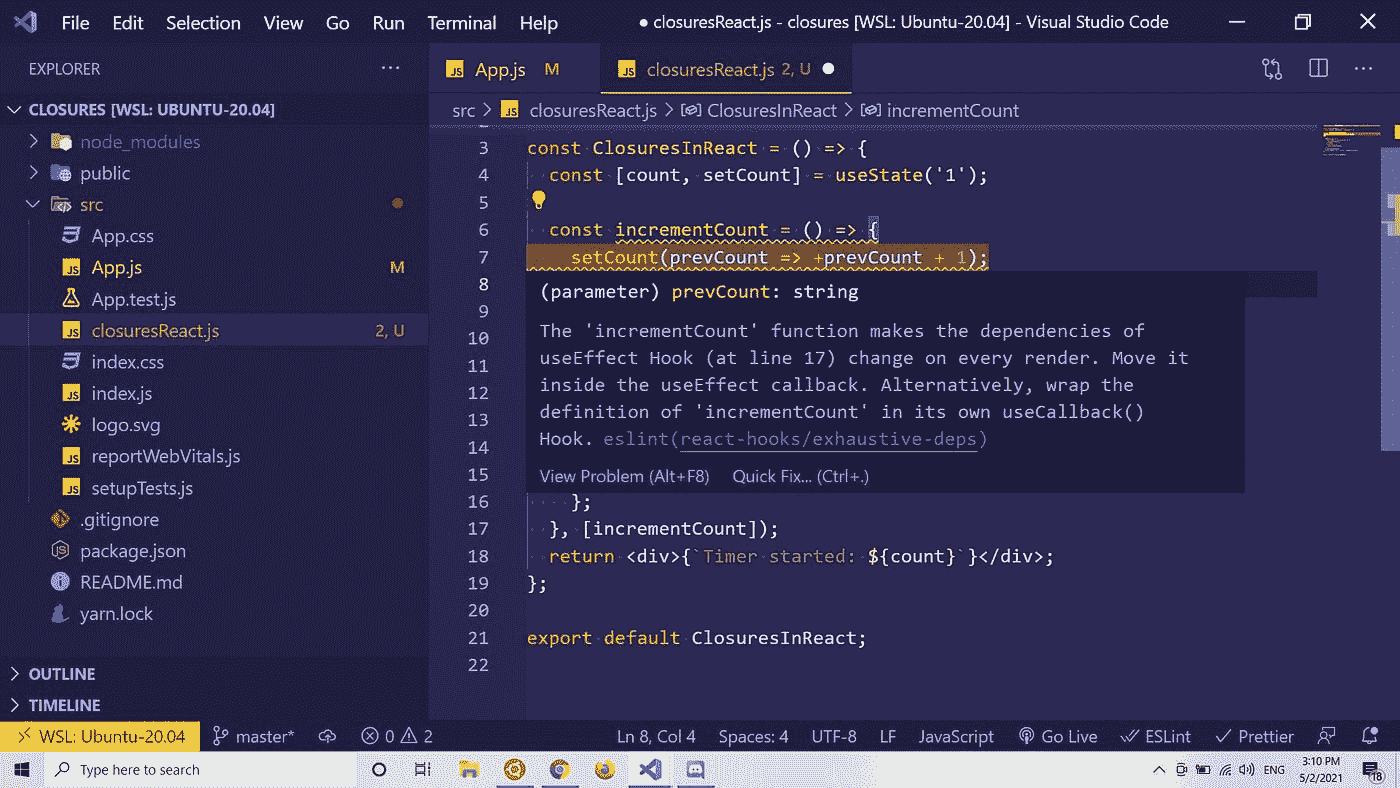 File Edit Selection View Go Run Terminal Help
● closuresReact.js - closures [WSL: Ubuntu-20.04] - Visual Studio Code
EXPLORER
CLOSURES [WSL: UBUNTU-20.04]
node_modules
public
src
App.css
App.js M
App.test.js
closuresReact.js 2, U
index.css
index.js
logo.svg
reportWebVitals.js
setupTests.js
.gitignore
package.json
README.md
yarn.lock
OUTLINE
TIMELINE
JS App.js M JS closuresReact.js 2, U
src > JS closuresReact.js > ClosuresInReact > incrementCount
3 const ClosuresInReact = () => {
4 const [count, setCount] = useState('1');
5
6 const incrementCount = () => {
7 setCount(prevCount => +prevCount + 1);
8 (parameter) prevCount: string
9 The 'incrementCount' function makes the dependencies of
10 useEffect Hook (at line 17) change on every render. Move it
11 inside the useEffect callback. Alternatively, wrap the
12 definition of 'incrementCount' in its own useCallback()
13 Hook. eslint(react-hooks/exhaustive-deps)
14
15 View Problem (Alt+F8) Quick Fix... (Ctrl+.)
16 };
17 }, [incrementCount]);
18 return <div>{`Timer started: ${count}`}</div>;
19 };
20
21 export default ClosuresInReact;
22
WSL: Ubuntu-20.04 master* 0 2 Ln 8, Col 4 Spaces: 4 UTF-8 LF JavaScript Go Live ESLint Prettier
Type here to search
ENG
3:10 PM
5/2/2021
18